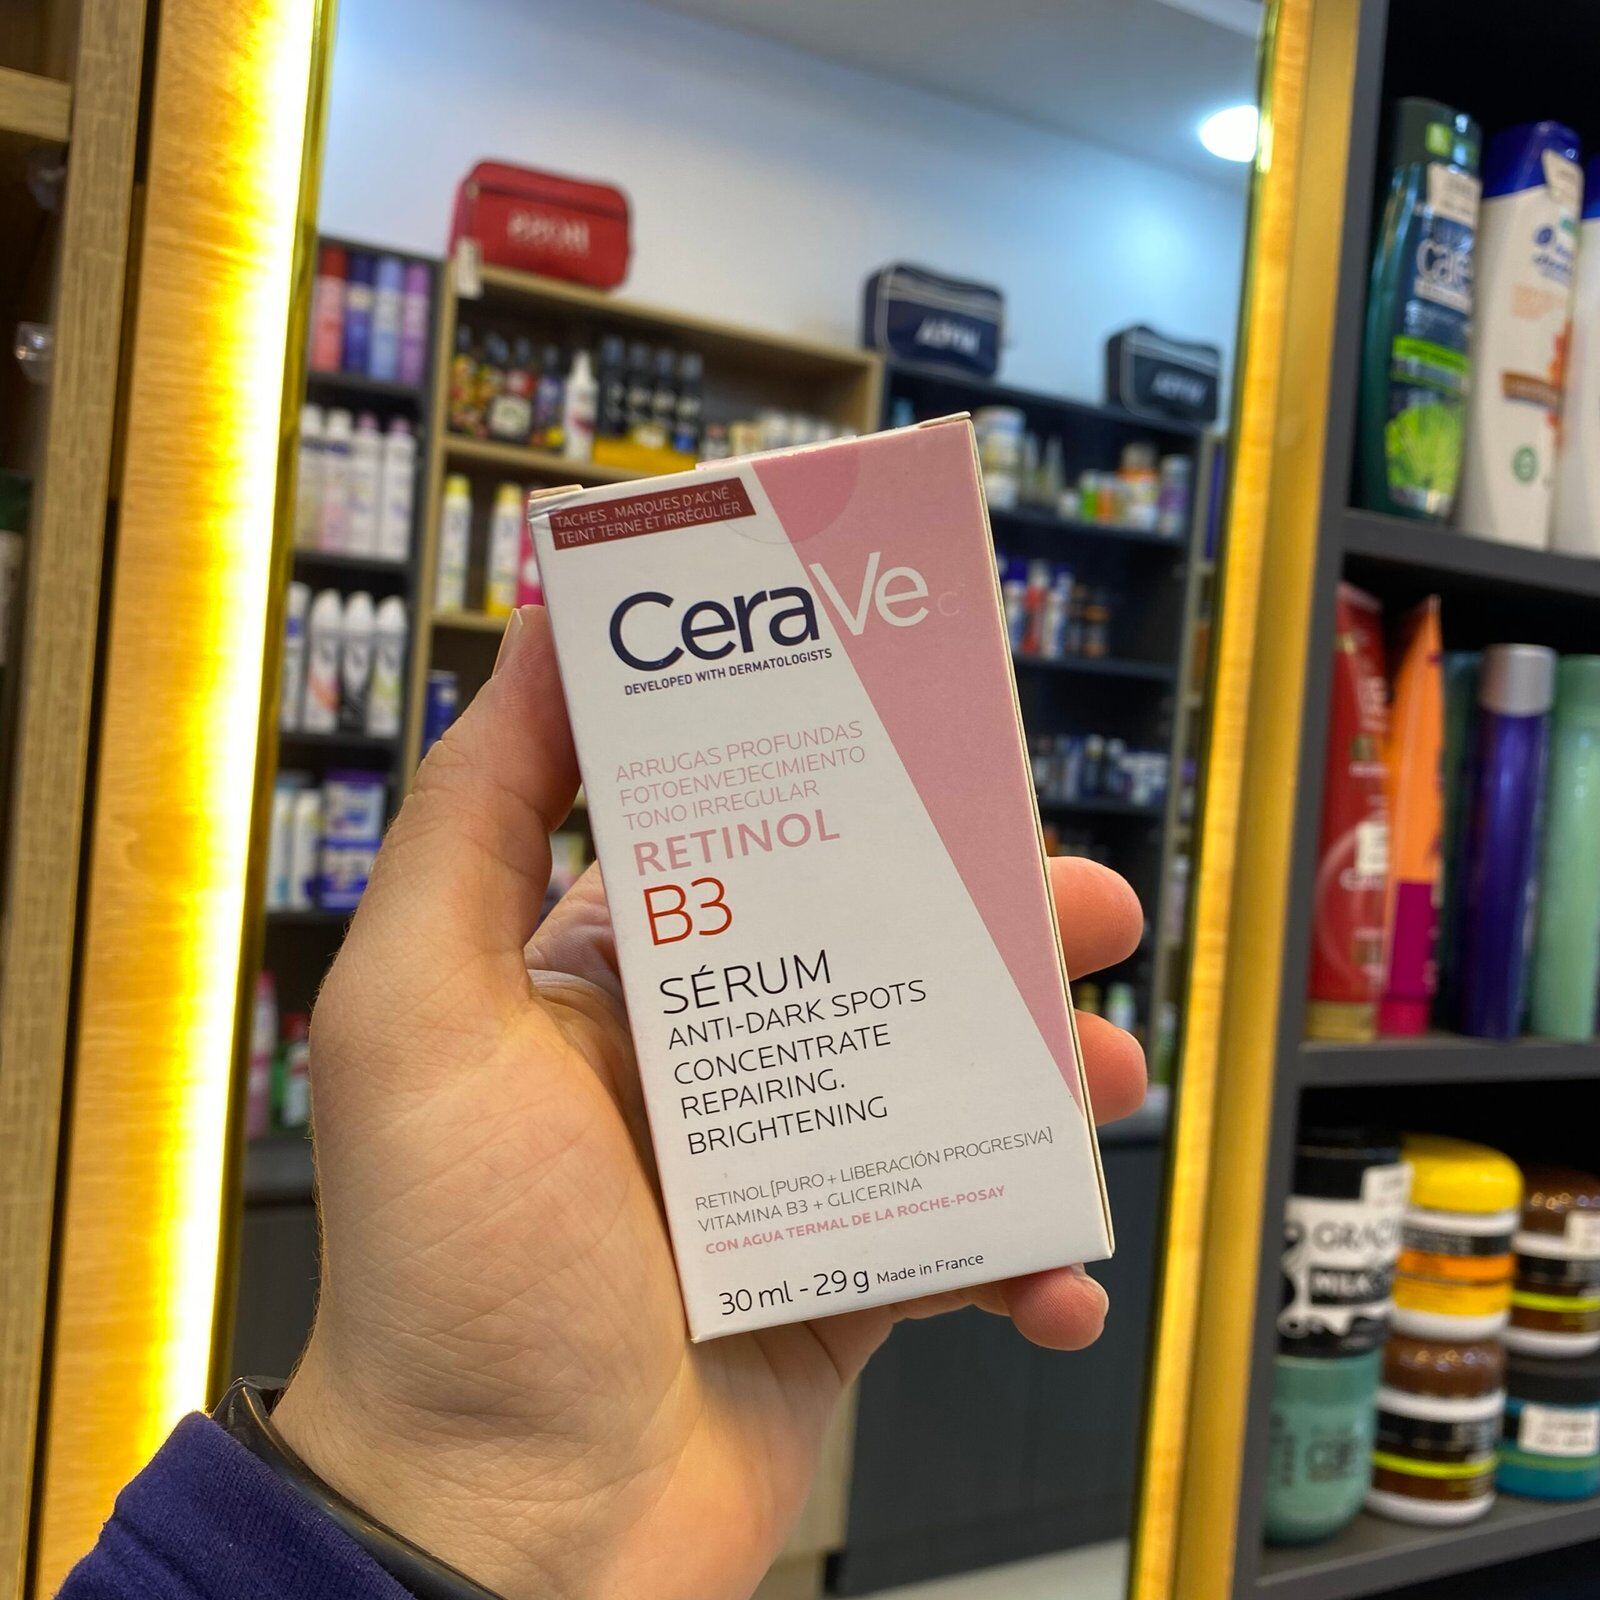 TACHES . MARQUES D'ACNÉ .
TEINT TERNE ET IRRÉGULIER
CeraVe
C
DEVELOPED WITH DERMATOLOGISTS
ARRUGAS PROFUNDAS
FOTOENVEJECIMIENTO
TONO IRREGULAR
RETINOL
B3
SÉRUM
ANTI-DARK SPOTS
CONCENTRATE
REPAIRING.
BRIGHTENING
RETINOL [PURO + LIBERACIÓN PROGRESIVA]
VITAMINA B3 + GLICERINA
CON AGUA TERMAL DE LA ROCHE-POSAY
30 ml - 29 g Made in France